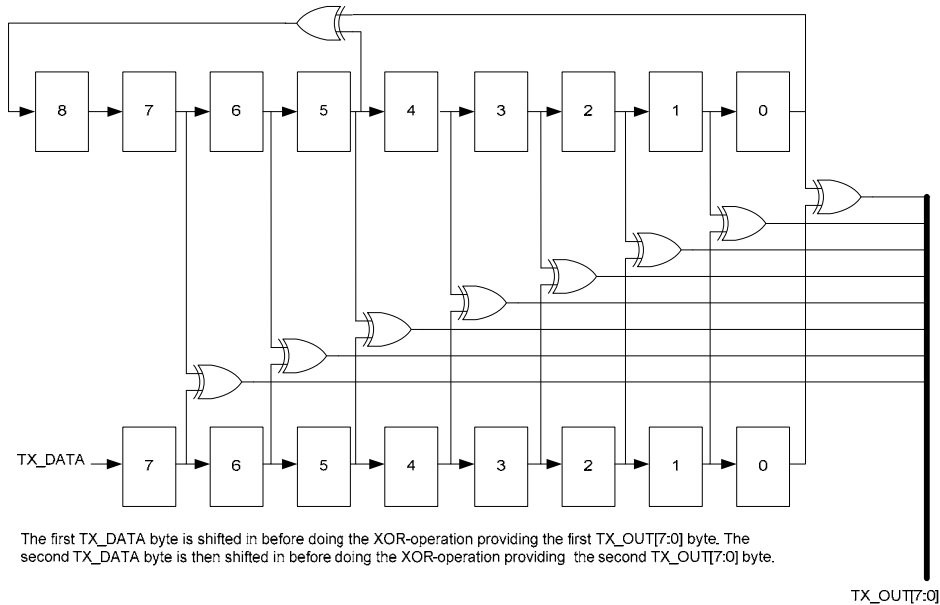 8 7 6 5 4 3 2 1 0
TX_DATA 7 6 5 4 3 2 1 0
The first TX_DATA byte is shifted in before doing the XOR-operation providing the first TX_OUT[7:0] byte. The
second TX_DATA byte is then shifted in before doing the XOR-operation providing the second TX_OUT[7:0] byte.
TX_OUT[7:0]